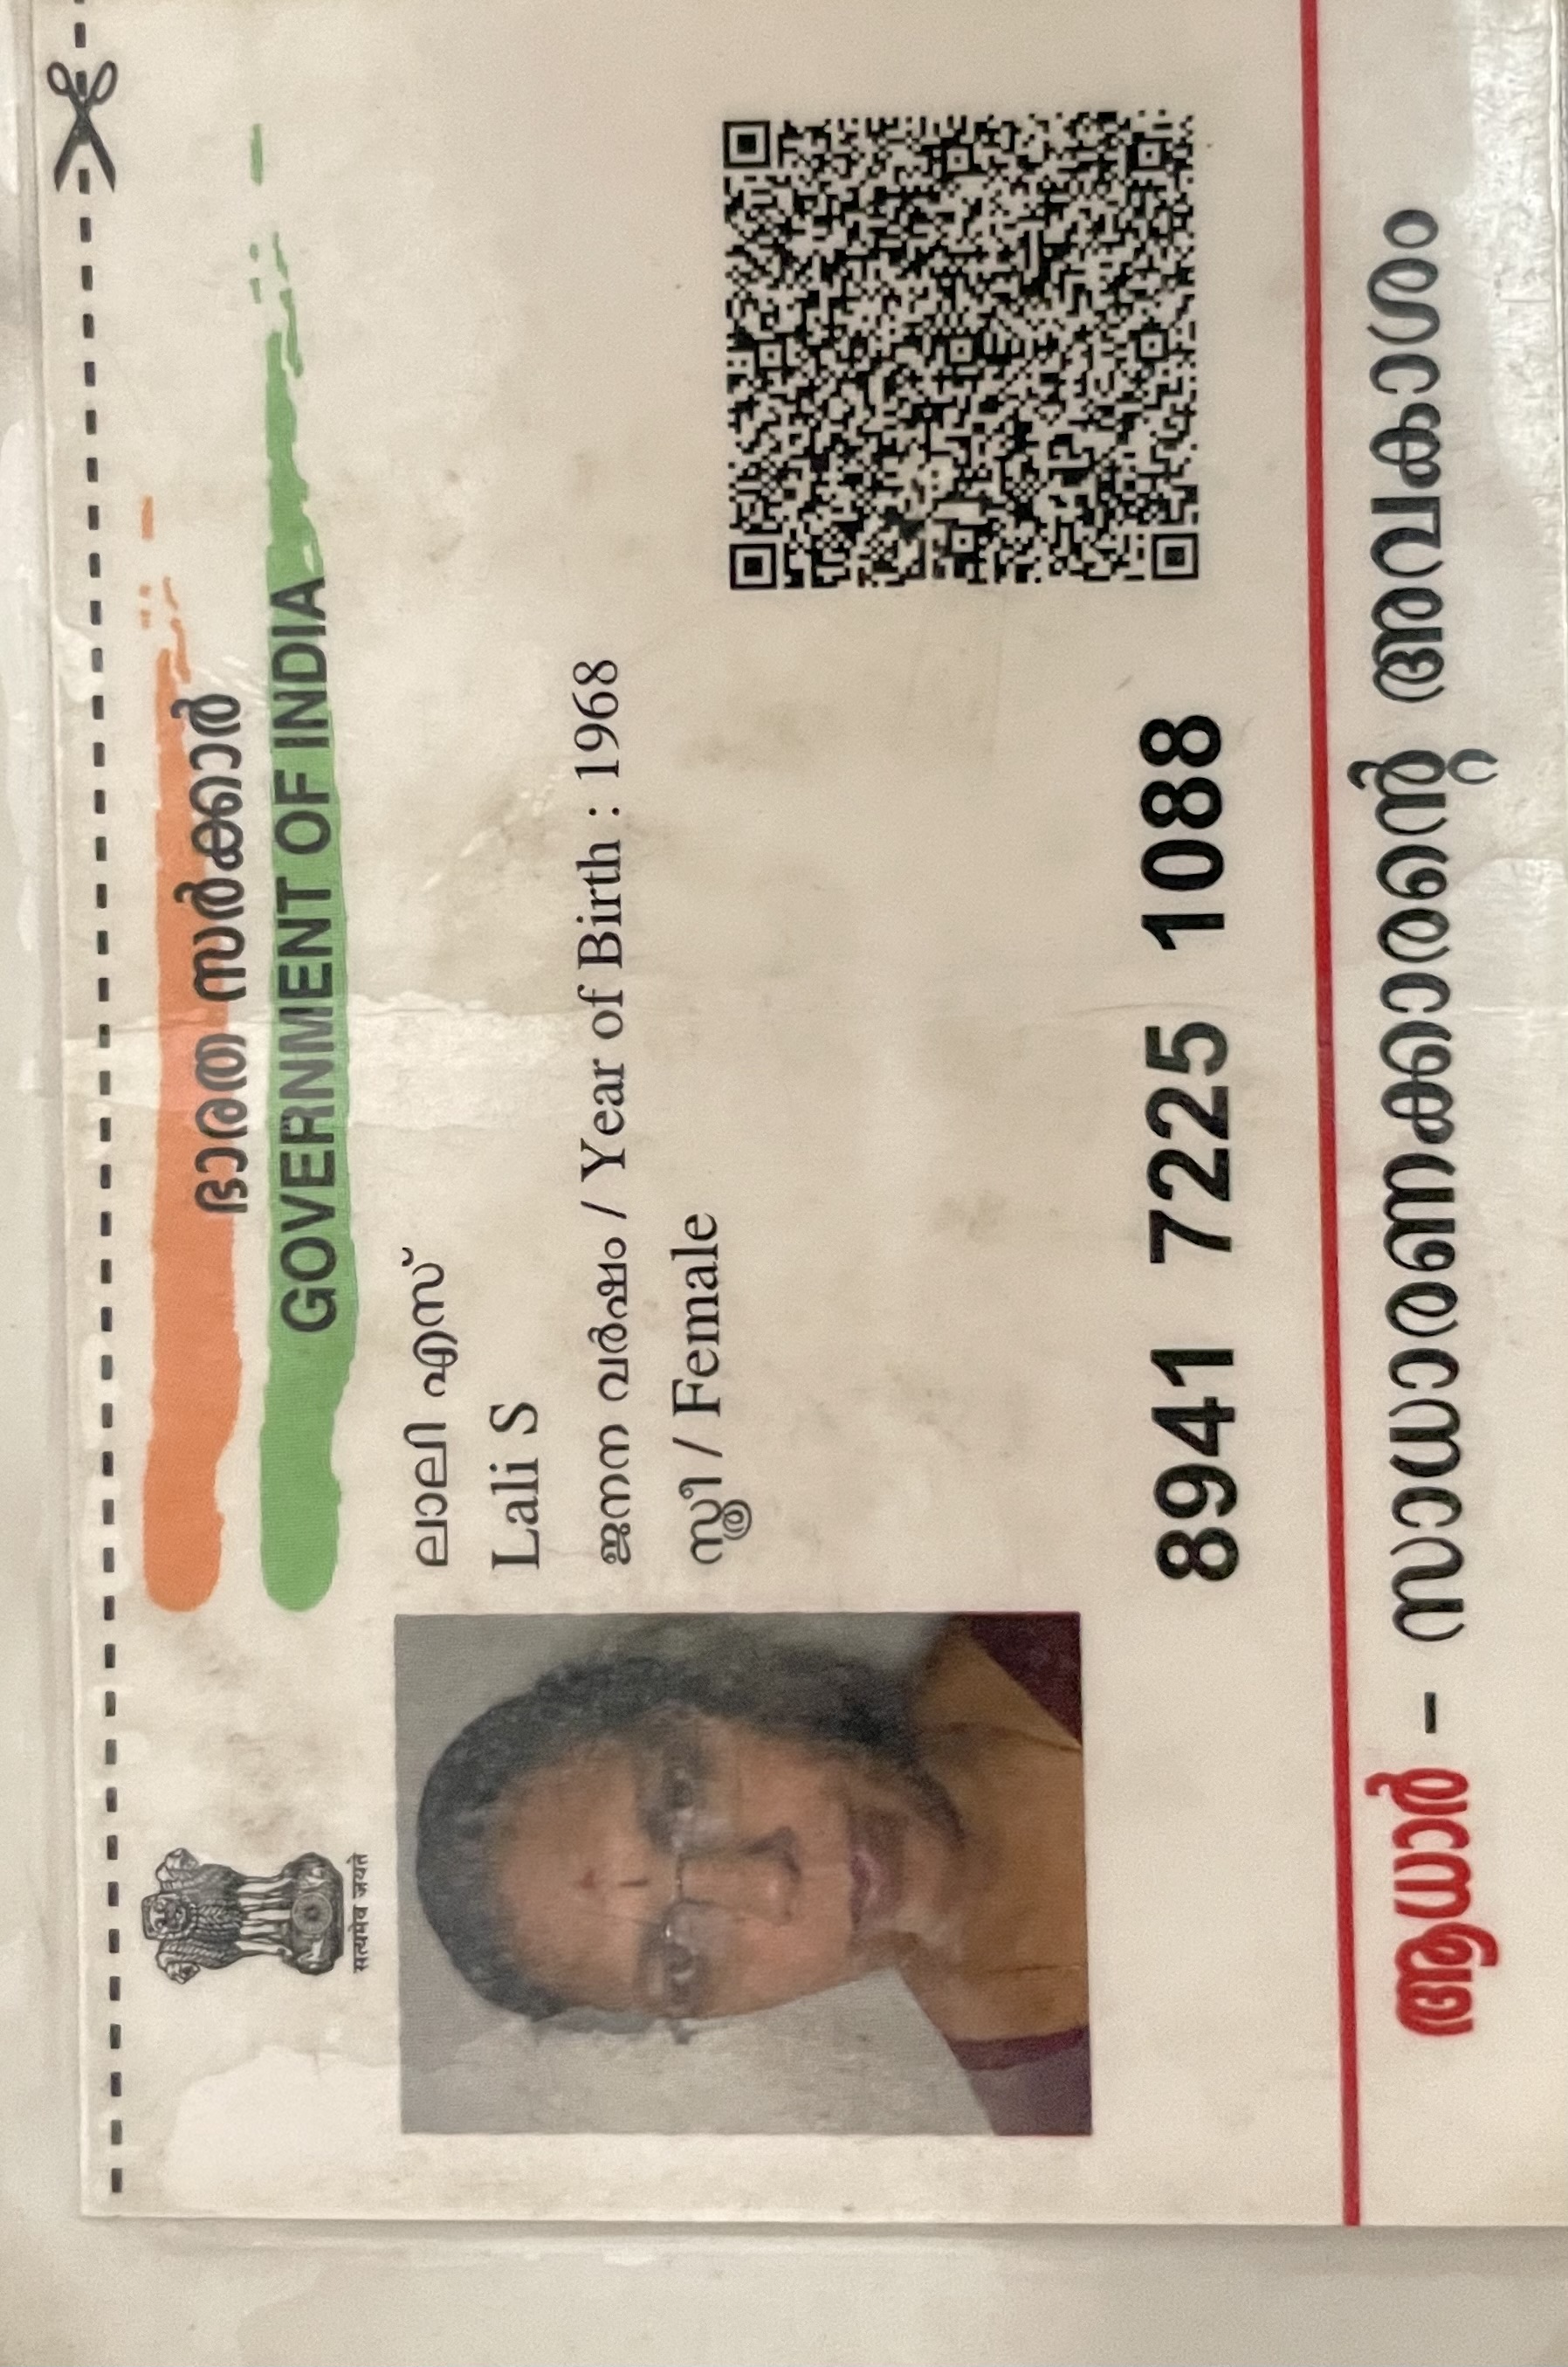 ഭാരത സർക്കാർ
GOVERNMENT OF INDIA
सत्यमेव जयते
ലാലി എസ്
Lali S
ജനന വർഷം / Year of Birth : 1968
സ്ത്രീ / Female
8941 7225 1088
ആധാർ – സാധാരണക്കാരന്റെ അവകാശം